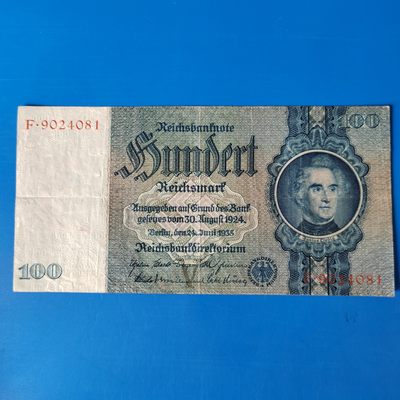 F·9024081
100
Reichsbanknote
Hundert
Reichsmark
Ausgegeben auf Grund des Bank-
gesetzes vom 30. August 1924.
Berlin, den 24. Juni 1935
Reichsbankdirektorium
100
F·9024081